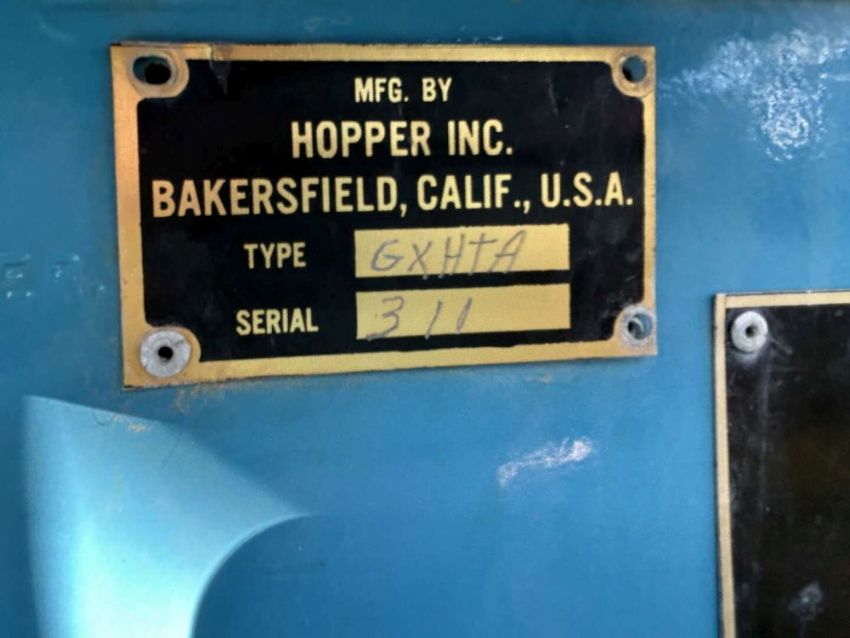 MFG. BY
HOPPER INC.
BAKERSFIELD, CALIF., U.S.A.
TYPE GXHTA
SERIAL 311